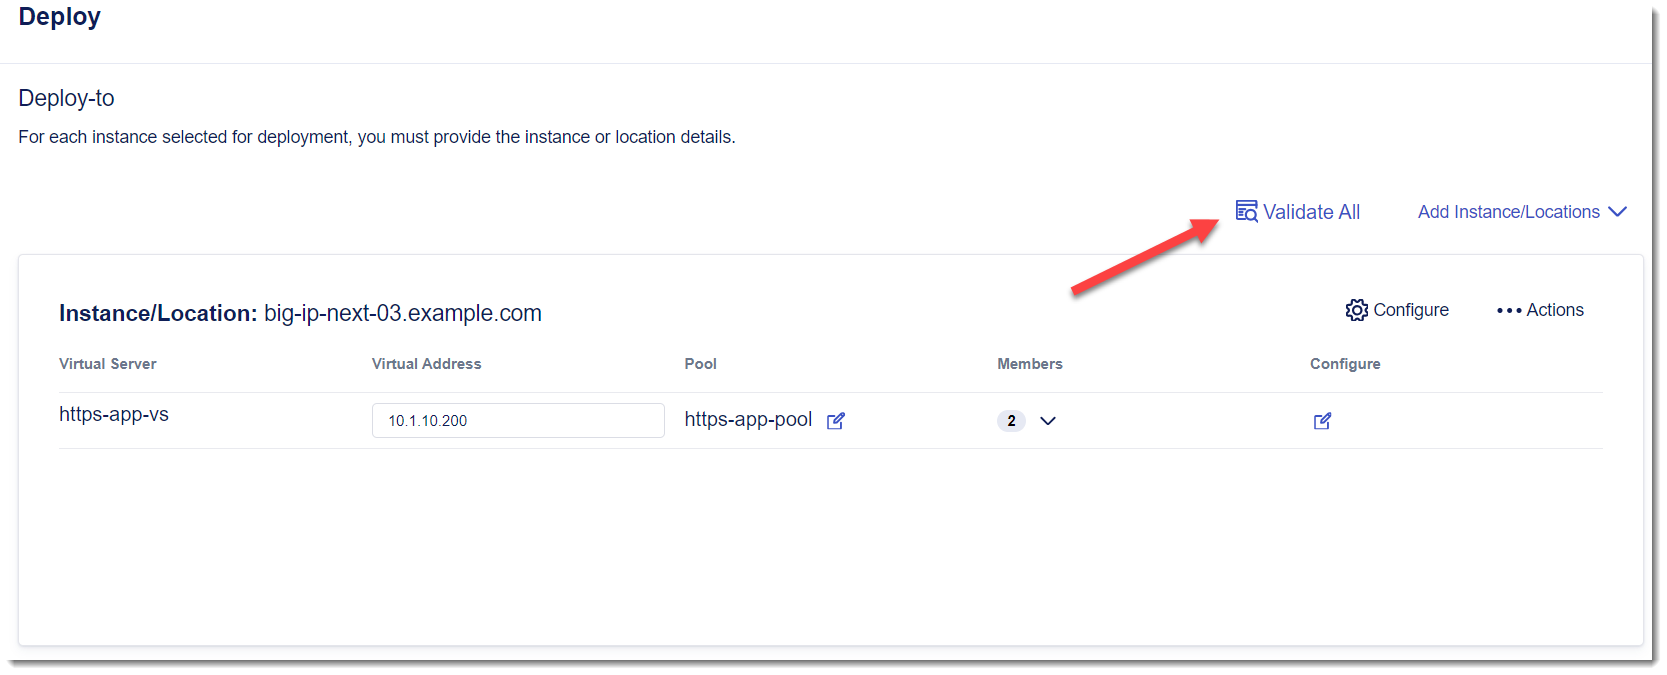 Deploy
Deploy-to
For each instance selected for deployment, you must provide the instance or location details.
Validate All Add Instance/Locations
Instance/Location: big-ip-next-03.example.com Configure Actions
Virtual Server Virtual Address Pool Members Configure
https-app-vs 10.1.10.200 https-app-pool 2